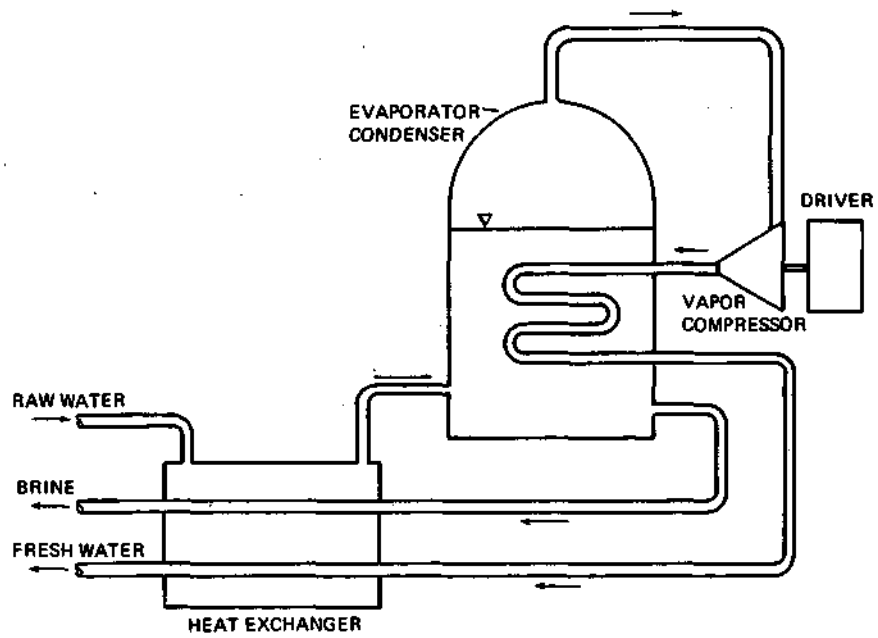 EVAPORATOR
CONDENSER
DRIVER
VAPOR
COMPRESSOR
RAW WATER
BRINE
FRESH WATER
HEAT EXCHANGER